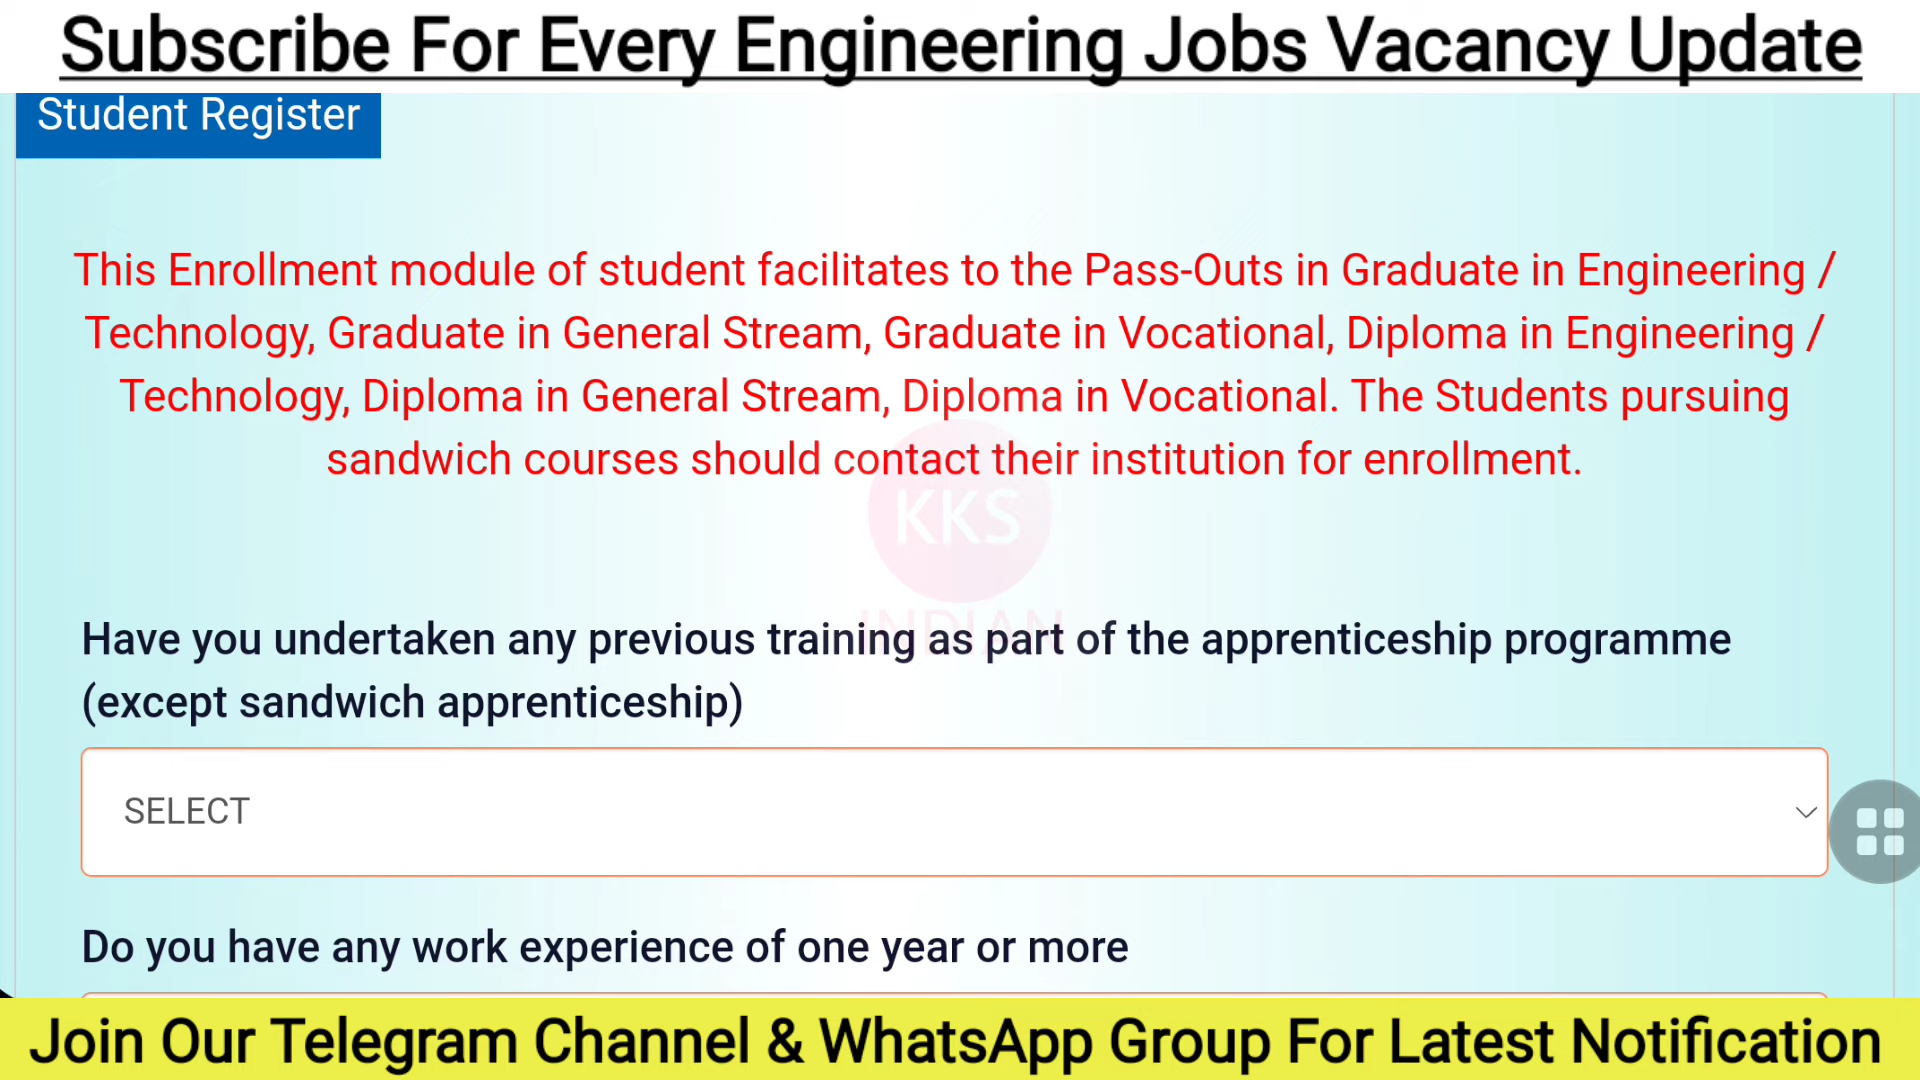 Subscribe For Every Engineering Jobs Vacancy Update
Student Register
This Enrollment module of student facilitates to the Pass-Outs in Graduate in Engineering /
Technology, Graduate in General Stream, Graduate in Vocational, Diploma in Engineering /
Technology, Diploma in General Stream, Diploma in Vocational. The Students pursuing
sandwich courses should contact their institution for enrollment.
KKS
INDIAN
Have you undertaken any previous training as part of the apprenticeship programme
(except sandwich apprenticeship)
SELECT
Do you have any work experience of one year or more
Join Our Telegram Channel & WhatsApp Group For Latest Notification